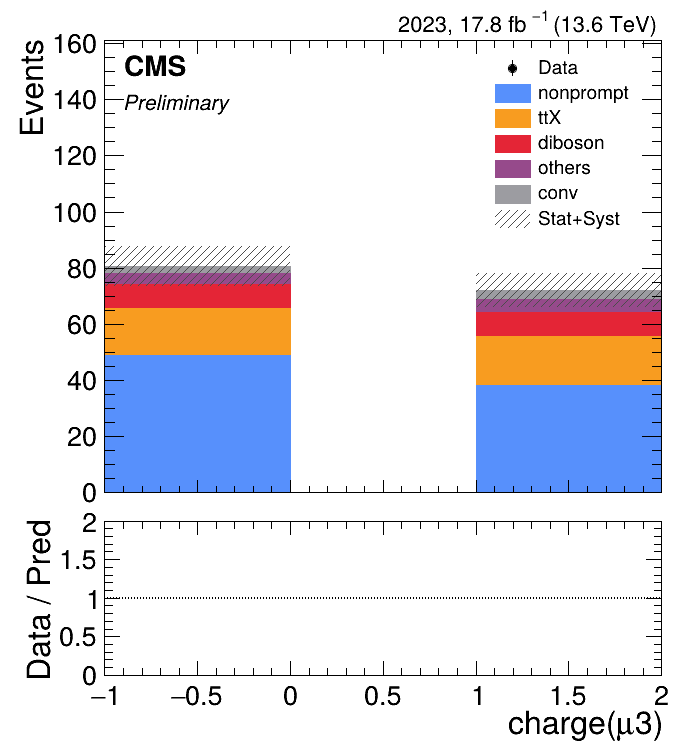 2023, 17.8 fb⁻¹ (13.6 TeV)
CMS
Preliminary
Events
160
140
120
100
80
60
40
20
0
Data
nonprompt
ttX
diboson
others
conv
Stat+Syst
Data / Pred
2
1.5
1
0.5
0
−1 −0.5 0 0.5 1 1.5 2
charge(μ3)